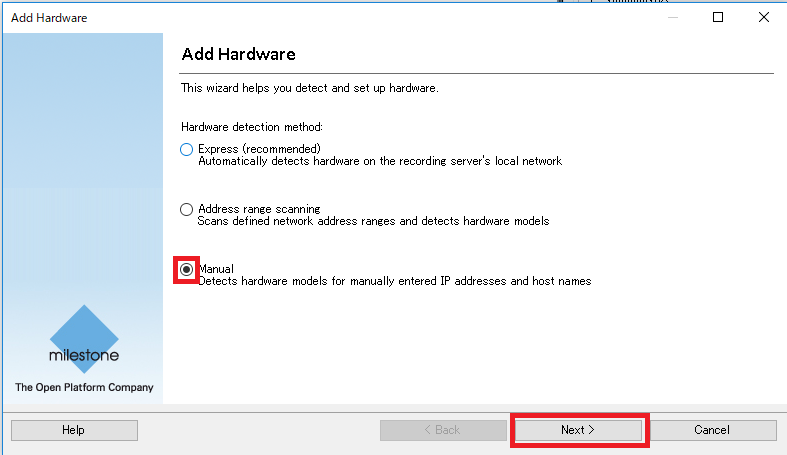 Add Hardware
Add Hardware
This wizard helps you detect and set up hardware.
Hardware detection method:
Express (recommended)
Automatically detects hardware on the recording server's local network
Address range scanning
Scans defined network address ranges and detects hardware models
Manual
Detects hardware models for manually entered IP addresses and host names
milestone
The Open Platform Company
Help
< Back
Next >
Cancel